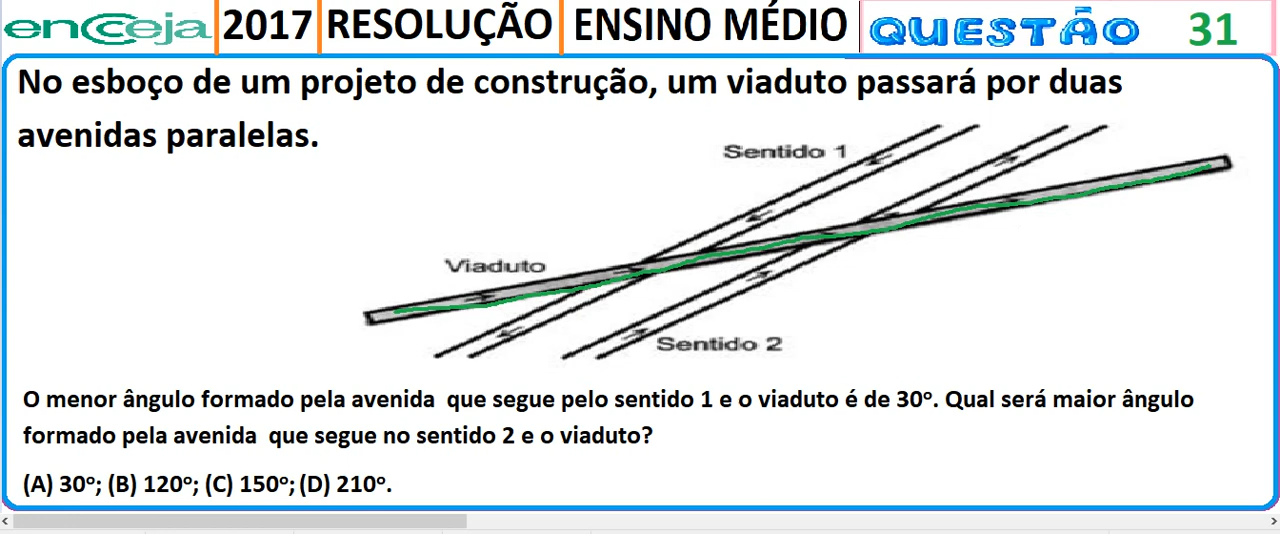 encceja 2017 RESOLUÇÃO ENSINO MÉDIO QUESTÃO 31
No esboço de um projeto de construção, um viaduto passará por duas
avenidas paralelas.
Sentido 1
Viaduto
Sentido 2
O menor ângulo formado pela avenida que segue pelo sentido 1 e o viaduto é de 30º. Qual será maior ângulo
formado pela avenida que segue no sentido 2 e o viaduto?
(A) 30º; (B) 120º; (C) 150º; (D) 210º.